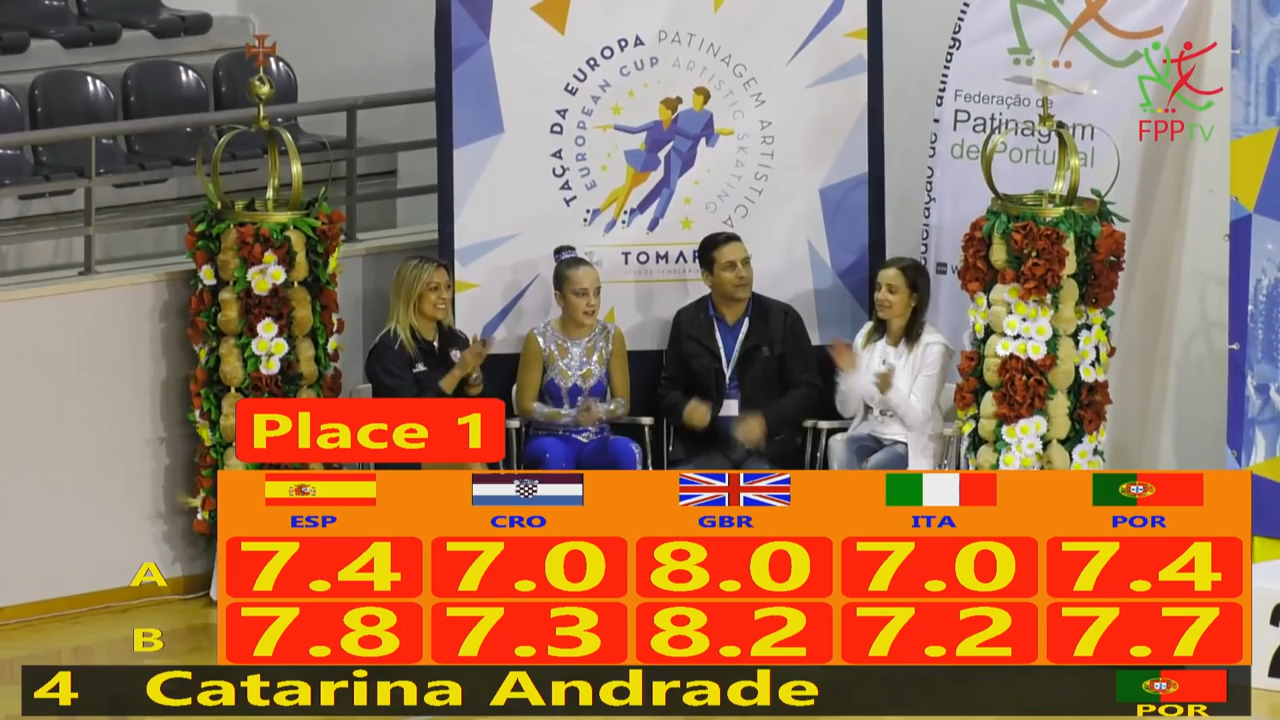 TAÇA DA EUROPA PATINAGEM ARTÍSTICA
EUROPEAN CUP ARTISTIC SKATING
TOMAR
Federação de
Patinagem
de Portugal
FPPTV
Place 1
ESP CRO GBR ITA POR
A 7.4 7.0 8.0 7.0 7.4
B 7.8 7.3 8.2 7.2 7.7
4 Catarina Andrade POR